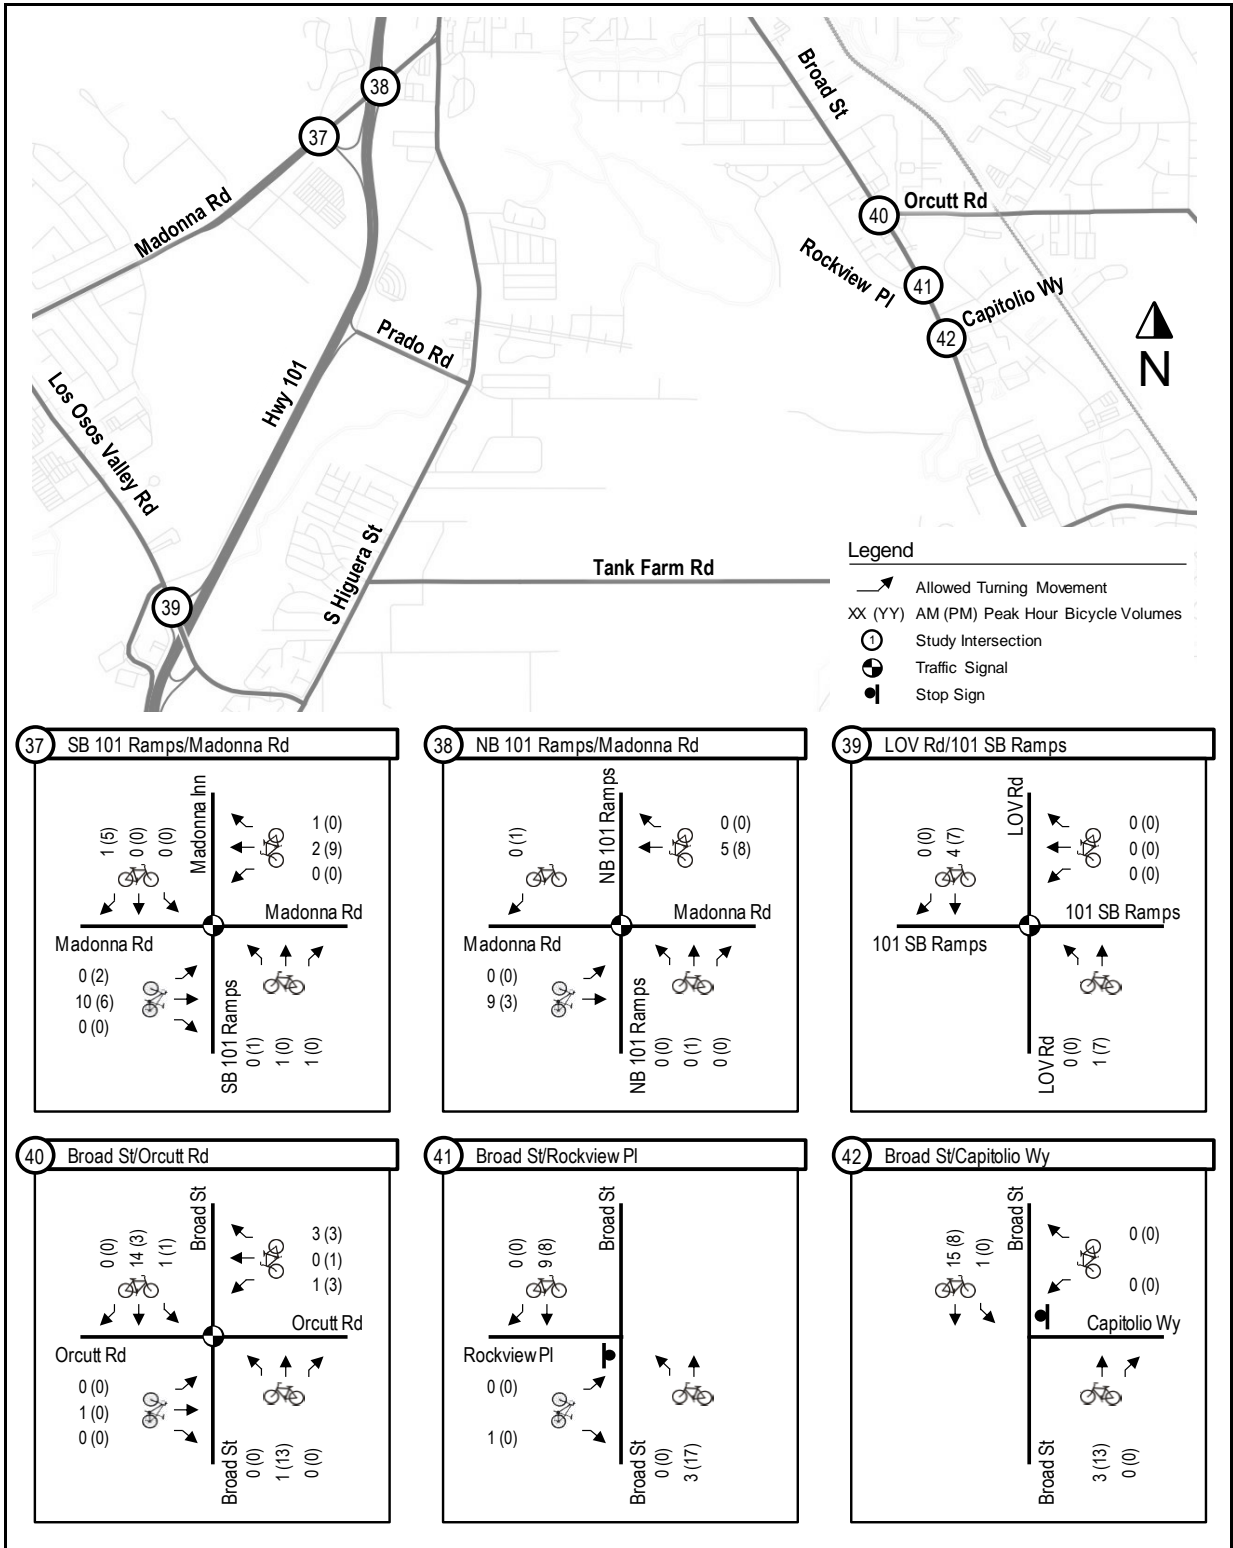 38
37
Broad St
Madonna Rd
40
Orcutt Rd
Rockview Pl
41
Capitolio Wy
42
N
Prado Rd
Hwy 101
Los Osos Valley Rd
S Higuera St
Tank Farm Rd
39
Legend
Allowed Turning Movement
XX (YY) AM (PM) Peak Hour Bicycle Volumes
1 Study Intersection
Traffic Signal
Stop Sign
37 SB 101 Ramps/Madonna Rd
1 (5)
0 (0)
0 (0)
Madonna Inn
1 (0)
2 (9)
0 (0)
Madonna Rd
Madonna Rd
0 (2)
10 (6)
0 (0)
SB 101 Ramps
0 (1)
1 (0)
1 (0)
38 NB 101 Ramps/Madonna Rd
0 (1)
NB 101 Ramps
0 (0)
5 (8)
Madonna Rd
Madonna Rd
0 (0)
9 (3)
NB 101 Ramps
0 (0)
0 (1)
0 (0)
39 LOV Rd/101 SB Ramps
0 (0)
4 (7)
LOV Rd
0 (0)
0 (0)
0 (0)
101 SB Ramps
101 SB Ramps
LOV Rd
0 (0)
1 (7)
40 Broad St/Orcutt Rd
0 (0)
14 (3)
1 (1)
Broad St
3 (3)
0 (1)
1 (3)
Orcutt Rd
Orcutt Rd
0 (0)
1 (0)
0 (0)
Broad St
0 (0)
1 (13)
0 (0)
41 Broad St/Rockview Pl
0 (0)
9 (8)
Broad St
Rockview Pl
0 (0)
1 (0)
Broad St
0 (0)
3 (17)
42 Broad St/Capitolio Wy
15 (8)
1 (0)
Broad St
0 (0)
0 (0)
Capitolio Wy
Broad St
3 (13)
0 (0)